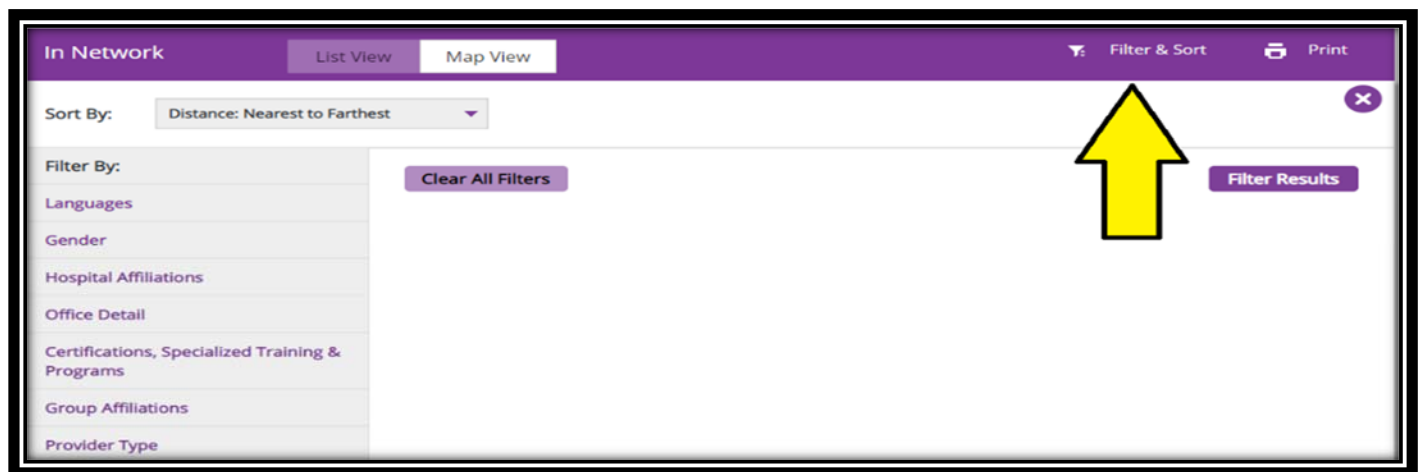 In Network
List View
Map View
Filter & Sort
Print
Sort By:
Distance: Nearest to Farthest
Filter By:
Clear All Filters
Filter Results
Languages
Gender
Hospital Affiliations
Office Detail
Certifications, Specialized Training &
Programs
Group Affiliations
Provider Type